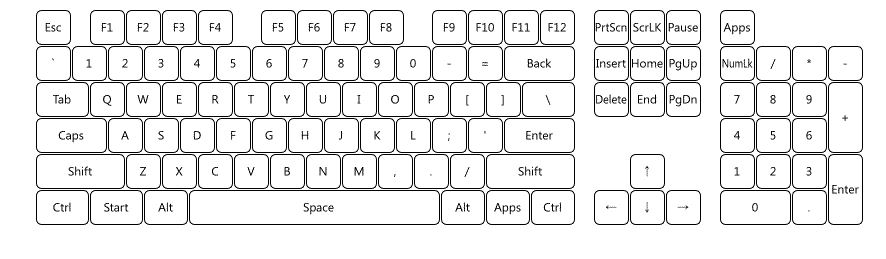 Esc F1 F2 F3 F4 F5 F6 F7 F8 F9 F10 F11 F12 PrtScn ScrLK Pause Apps
` 1 2 3 4 5 6 7 8 9 0 - = Back Insert Home PgUp NumLk / * -
Tab Q W E R T Y U I O P [ ] \ Delete End PgDn 7 8 9 +
Caps A S D F G H J K L ; ' Enter 4 5 6
Shift Z X C V B N M , . / Shift ↑ 1 2 3 Enter
Ctrl Start Alt Space Alt Apps Ctrl ← ↓ → 0 .